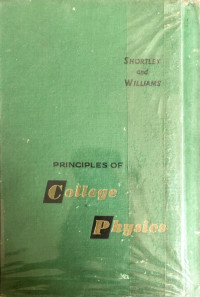 SHORTLEY
and
WILLIAMS
PRINCIPLES OF
College
Physics